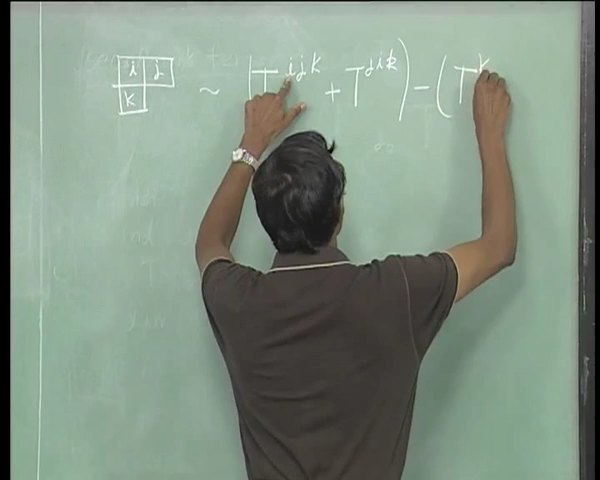 i j ~ (T^{ijk} + T^{jik}) - (T^{k
k